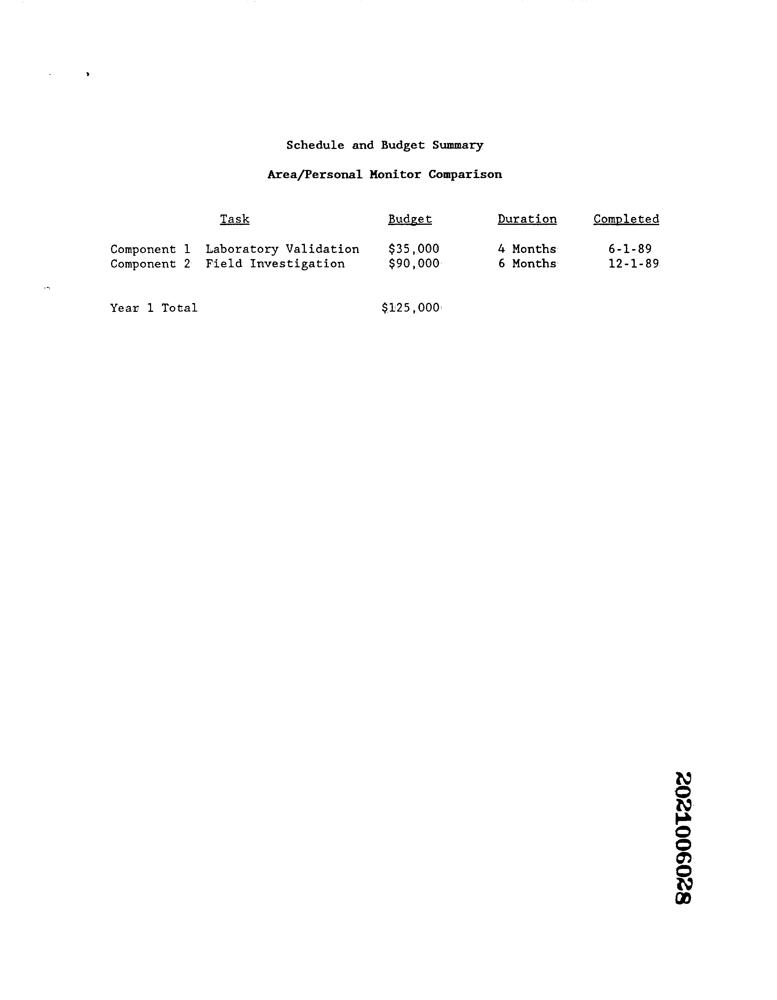 Schedule and Budget Summary
Area/Personal Monitor Comparison
Task Budget Duration Completed
Component 1 Laboratory Validation $35,000 4 Months 6-1-89
Component 2 Field Investigation $90,000 6 Months 12-1-89
Year 1 Total $125,000
2021006028